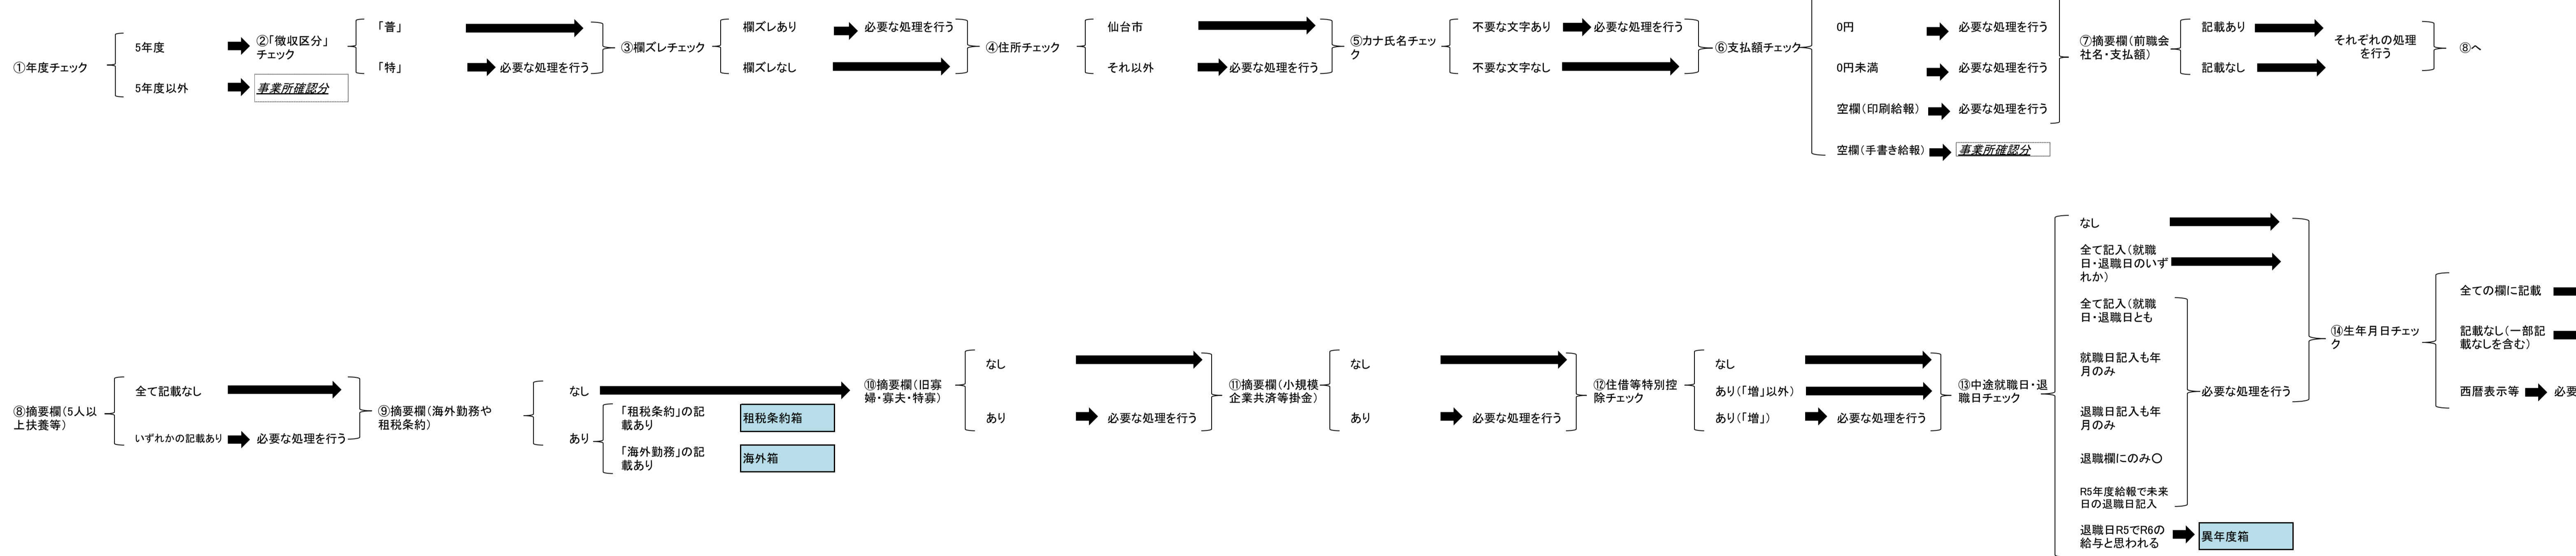 ①年度チェック
5年度
5年度以外
②「徴収区分」
チェック
事業所確認分
「普」
「特」
必要な処理を行う
③欄ズレチェック
欄ズレあり
必要な処理を行う
欄ズレなし
④住所チェック
仙台市
それ以外
必要な処理を行う
⑤カナ氏名チェッ
ク
不要な文字あり
必要な処理を行う
不要な文字なし
⑥支払額チェック
0円
必要な処理を行う
0円未満
必要な処理を行う
空欄(印刷給報)
必要な処理を行う
空欄(手書き給報)
事業所確認分
⑦摘要欄(前職会
社名・支払額)
記載あり
記載なし
それぞれの処理
を行う
⑧へ
⑧摘要欄(5人以
上扶養等)
全て記載なし
いずれかの記載あり
必要な処理を行う
⑨摘要欄(海外勤務や
租税条約)
なし
あり
「租税条約」の記
載あり
租税条約箱
「海外勤務」の記
載あり
海外箱
⑩摘要欄(旧寡
婦・寡夫・特寡)
なし
あり
必要な処理を行う
⑪摘要欄(小規模
企業共済等掛金)
なし
あり
必要な処理を行う
⑫住借等特別控
除チェック
なし
あり(「増」以外)
あり(「増」)
必要な処理を行う
⑬中途就職日・退
職日チェック
なし
全て記入(就職
日・退職日のいず
れか)
全て記入(就職
日・退職日とも
就職日記入も年
月のみ
退職日記入も年
月のみ
退職欄にのみ〇
R5年度給報で未来
日の退職日記入
必要な処理を行う
退職日R5でR6の
給与と思われる
異年度箱
⑭生年月日チェッ
ク
全ての欄に記載
記載なし(一部記
載なしを含む)
西暦表示等
必要